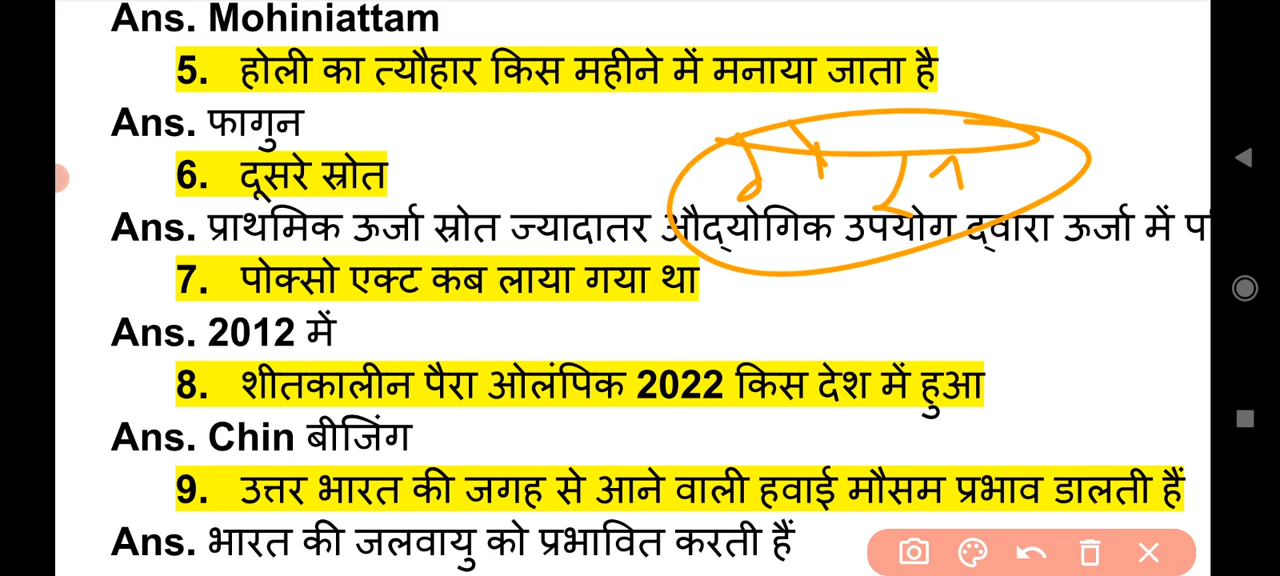 Ans. Mohiniattam
5. होली का त्यौहार किस महीने में मनाया जाता है
Ans. फागुन
6. दूसरे स्रोत
Ans. प्राथमिक ऊर्जा स्रोत ज्यादातर औद्योगिक उपयोग द्वारा ऊर्जा में
7. पोक्सो एक्ट कब लाया गया था
Ans. 2012 में
8. शीतकालीन पैरा ओलंपिक 2022 किस देश में हुआ
Ans. Chin बीजिंग
9. उत्तर भारत की जगह से आने वाली हवाई मौसम प्रभाव डालती हैं
Ans. भारत की जलवायु को प्रभावित करती हैं